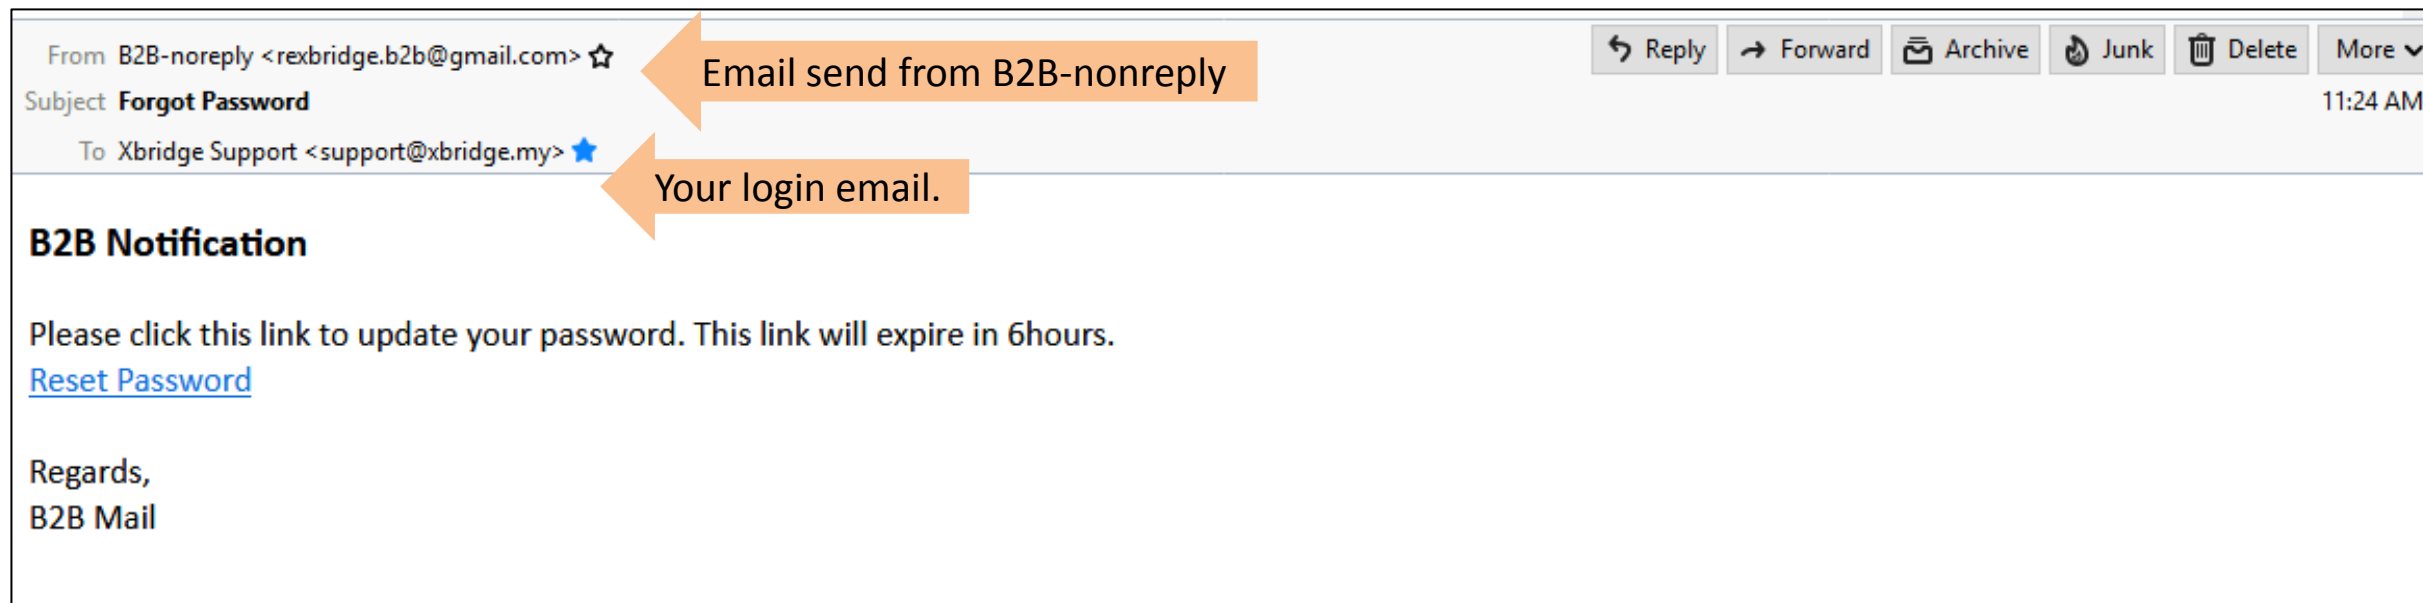 From B2B-noreply <rexbridge.b2b@gmail.com>
Email send from B2B-nonreply
Reply Forward Archive Junk Delete More
Subject Forgot Password
11:24 AM
To Xbridge Support <support@xbridge.my>
Your login email.
B2B Notification
Please click this link to update your password. This link will expire in 6hours.
Reset Password
Regards,
B2B Mail